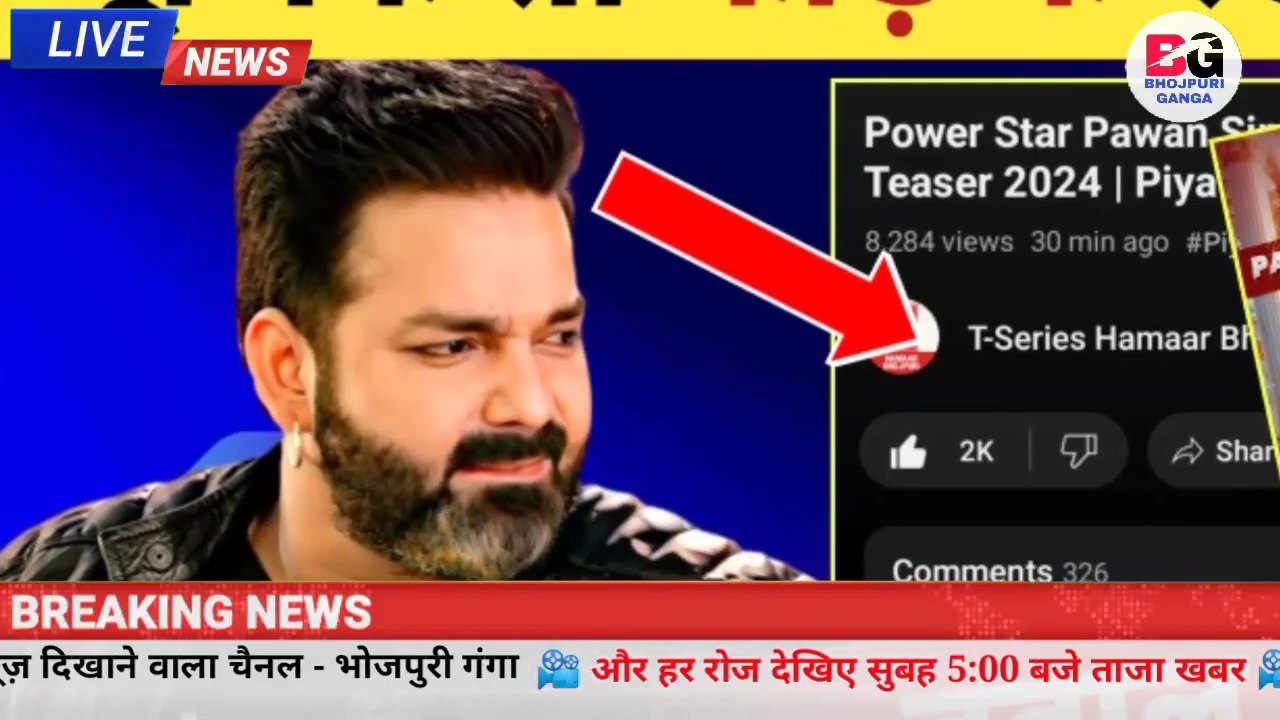 LIVE
NEWS
BG
BHOJPURI
GANGA
Power Star Pawan
Teaser 2024 | Piya
8,284 views 30 min ago
T-Series Hamaar
2K
Comments 326
BREAKING NEWS
दिखाने वाला चैनल - भोजपुरी गंगा और हर रोज देखिए सुबह 5:00 बजे ताजा खबर